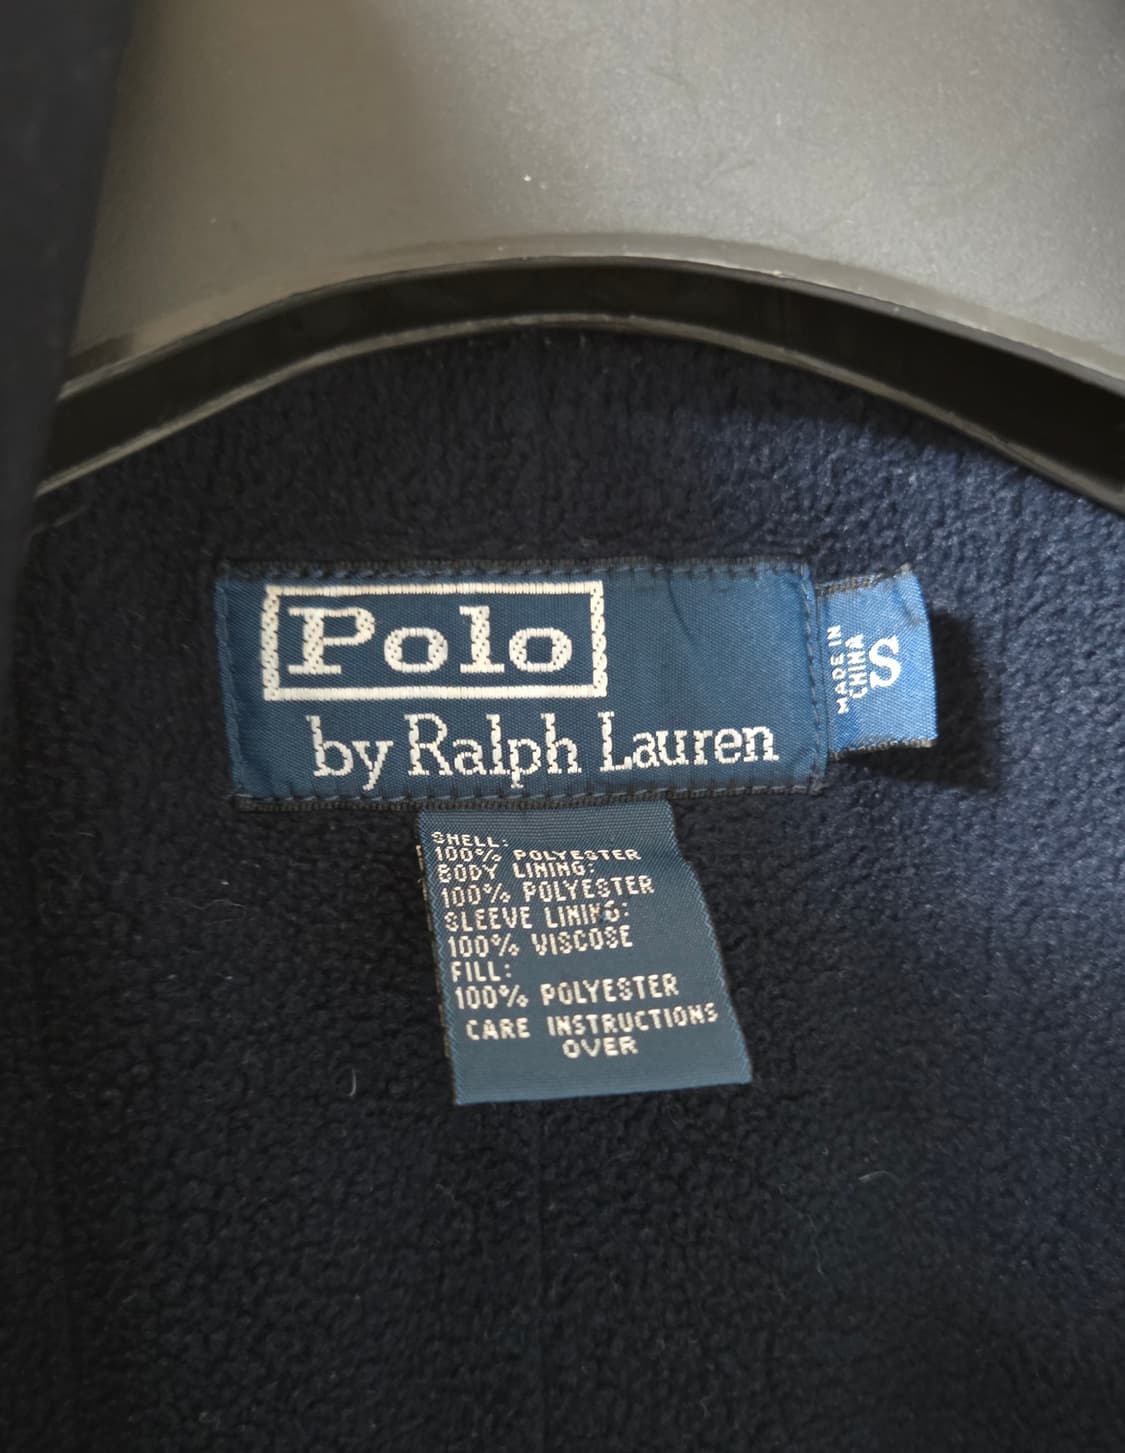 Polo
by Ralph Lauren
MADE IN
CHINA
S
SHELL:
100% POLYESTER
BODY LINING:
100% POLYESTER
SLEEVE LINING:
100% VISCOSE
FILL:
100% POLYESTER
CARE INSTRUCTIONS
OVER